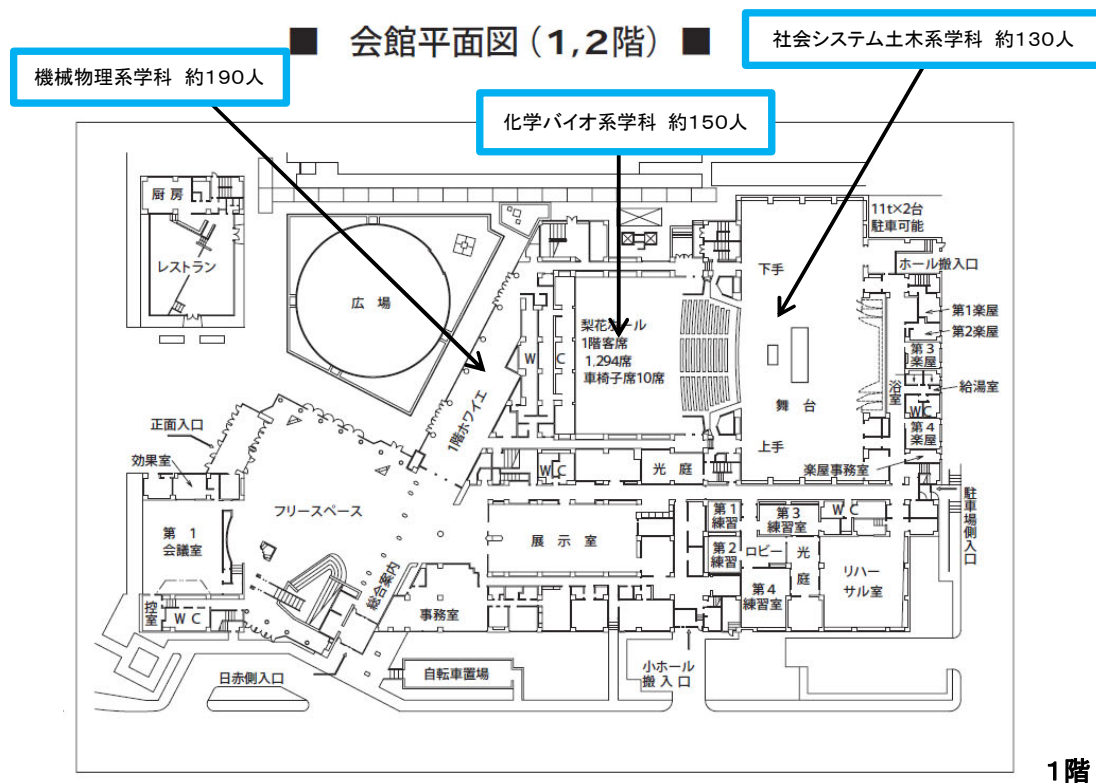 ■ 会館平面図(1,2階) ■
機械物理系学科 約190人
化学バイオ系学科 約150人
社会システム土木系学科 約130人
厨房
レストラン
広場
11t×2台
駐車可能
下手
ホール搬入口
梨花ホール
1階客席
1,294席
車椅子席10席
W C
第1楽屋
第2楽屋
第3
楽屋
浴室
給湯室
WC
第4
楽屋
舞台
上手
楽屋事務室
1階ホワイエ
正面入口
効果室
WC
光庭
駐車場側入口
フリースペース
第1
会議室
展示室
第1
練習
第2
練習
第3
練習室
W C
ロビー
光庭
リハー
サル室
第4
練習室
総合案内
事務室
控室
W C
日赤側入口
自転車置場
小ホール
搬入口
1階